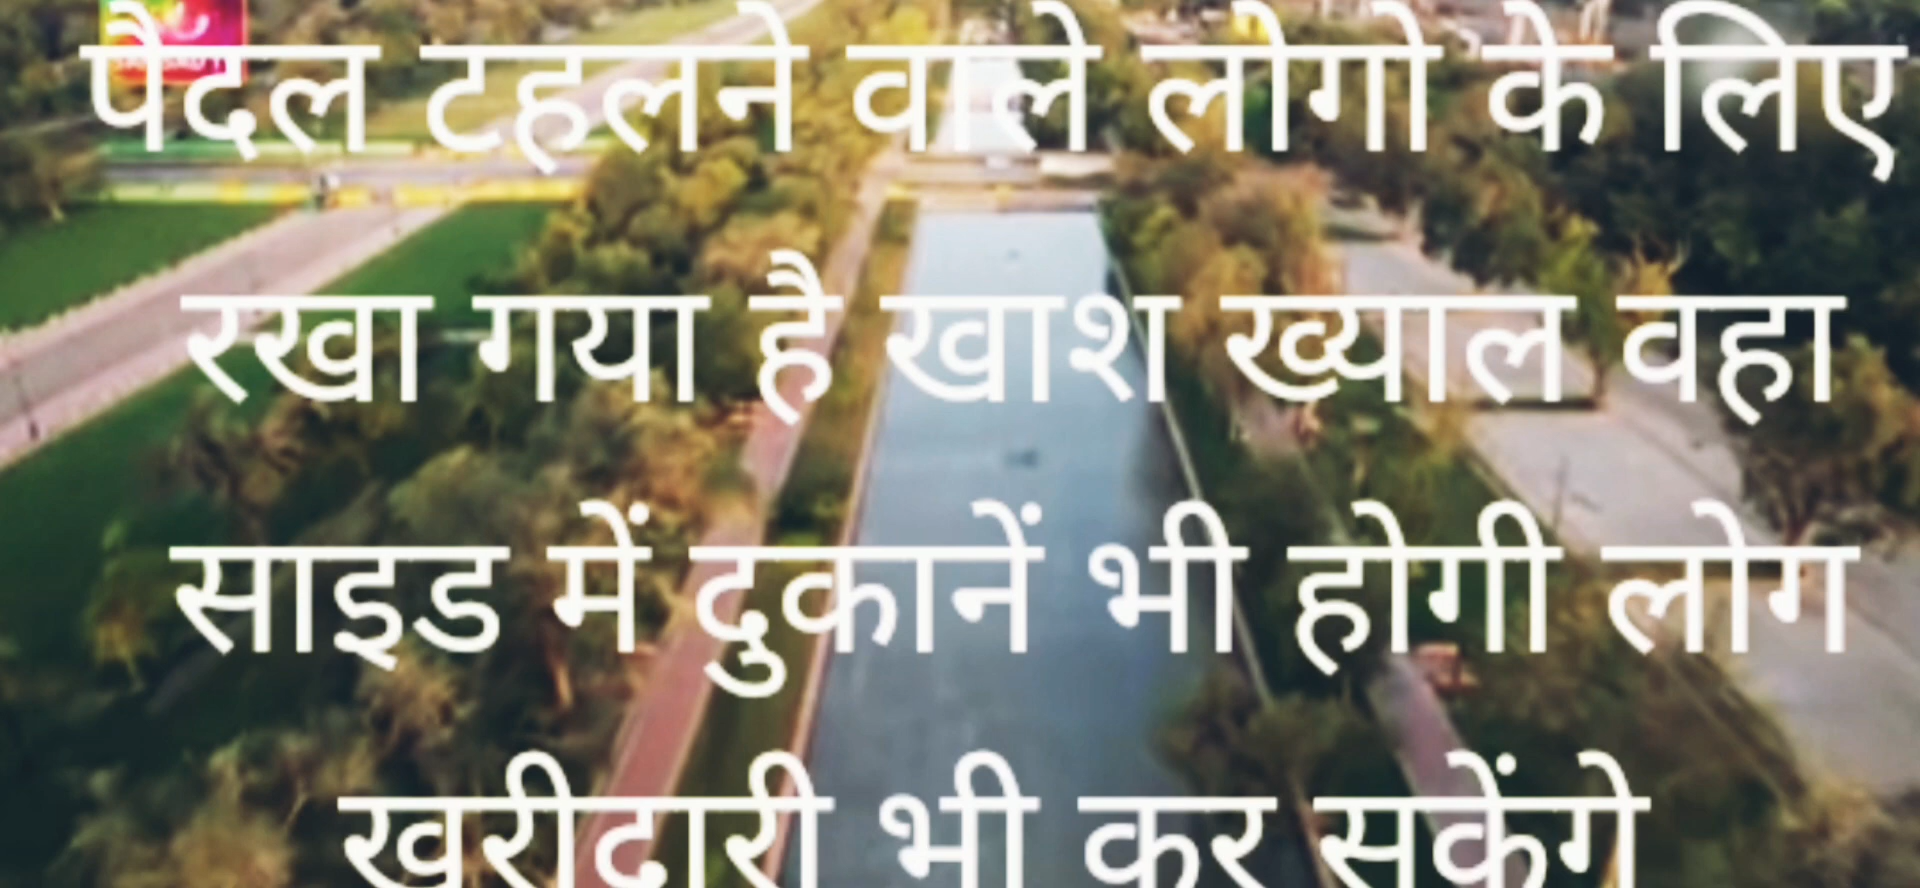 पैदल टहलने वाले लोगो के लिए
रखा गया है खाश ख्याल वहा
साइड में दुकानें भी होगी लोग
खरीदारी भी कर सकेंगे